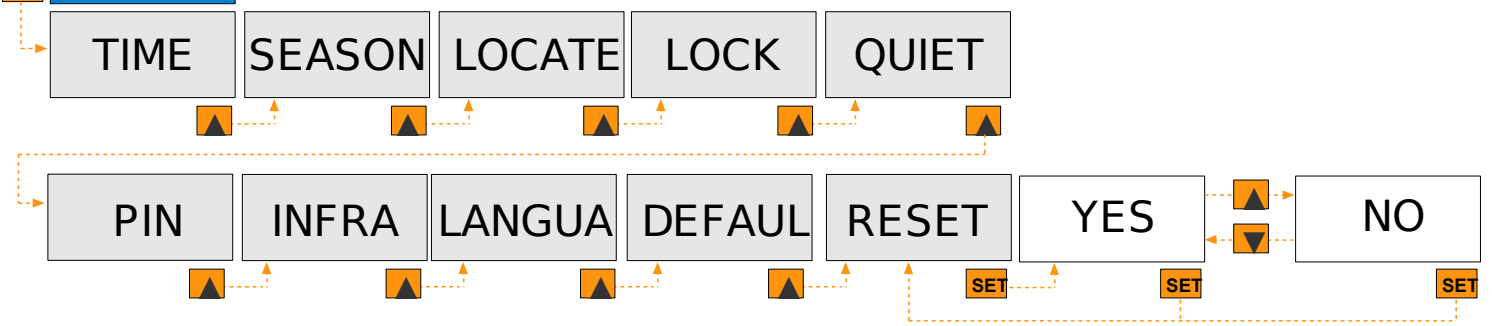 TIME SEASON LOCATE LOCK QUIET
PIN INFRA LANGUA DEFAUL RESET YES NO
SET SET SET